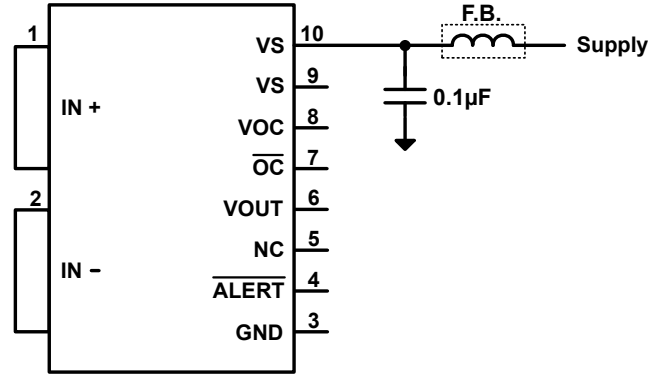 F.B.
1
VS
10
Supply
VS
9
IN +
0.1µF
VOC
8
OC
7
2
VOUT
6
NC
5
IN −
ALERT
4
GND
3